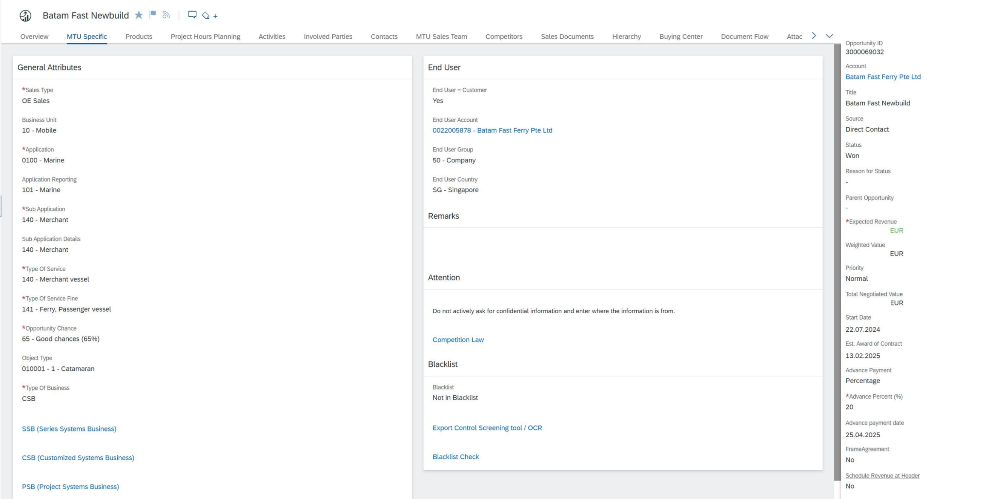 Batam Fast Newbuild
Overview MTU Specific Products Project Hours Planning Activities Involved Parties Contacts MTU Sales Team Competitors Sales Documents Hierarchy Buying Center Document Flow Attac
General Attributes
*Sales Type
OE Sales
Business Unit
10 - Mobile
*Application
0100 - Marine
Application Reporting
101 - Marine
*Sub Application
140 - Merchant
Sub Application Details
140 - Merchant
*Type Of Service
140 - Merchant vessel
*Type Of Service Fine
141 - Ferry, Passenger vessel
*Opportunity Chance
65 - Good chances (65%)
Object Type
010001 - 1 - Catamaran
*Type Of Business
CSB
SSB (Series Systems Business)
CSB (Customized Systems Business)
PSB (Project Systems Business)
End User
End User = Customer
Yes
End User Account
0022005878 - Batam Fast Ferry Pte Ltd
End User Group
50 - Company
End User Country
SG - Singapore
Remarks
Attention
Do not actively ask for confidential information and enter where the information is from.
Competition Law
Blacklist
Blacklist
Not in Blacklist
Export Control Screening tool / OCR
Blacklist Check
Opportunity ID
3000069032
Account
Batam Fast Ferry Pte Ltd
Title
Batam Fast Newbuild
Source
Direct Contact
Status
Won
Reason for Status
-
Parent Opportunity
-
*Expected Revenue
EUR
Weighted Value
EUR
Priority
Normal
Total Negotiated Value
EUR
Start Date
22.07.2024
Est. Award of Contract
13.02.2025
Advance Payment
Percentage
*Advance Percent (%)
20
Advance payment date
25.04.2025
FrameAgreement
No
Schedule Revenue at Header
No